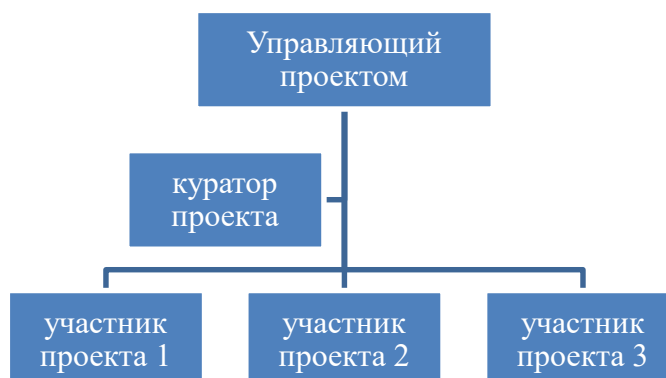 Управляющий
проектом
куратор
проекта
участник
проекта 1
участник
проекта 2
участник
проекта 3